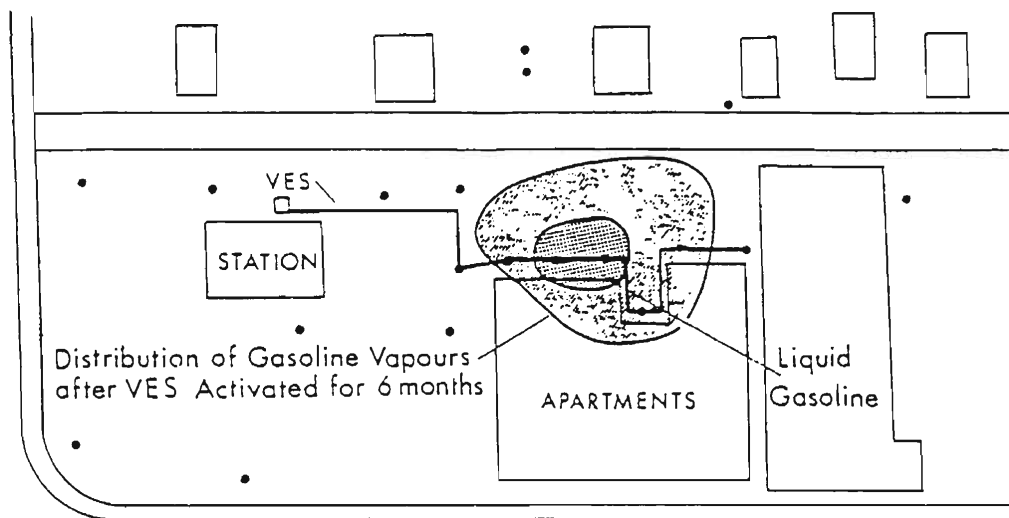 VES
STATION
Distribution of Gasoline Vapours
after VES Activated for 6 months
APARTMENTS
Liquid
Gasoline